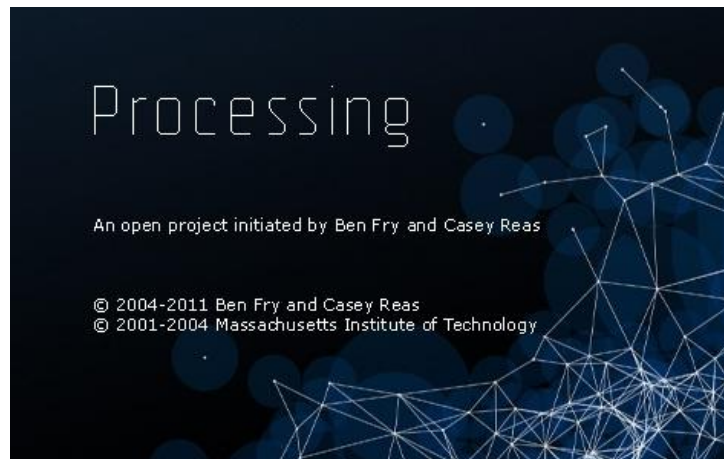 Processing
An open project initiated by Ben Fry and Casey Reas
© 2004-2011 Ben Fry and Casey Reas
© 2001-2004 Massachusetts Institute of Technology